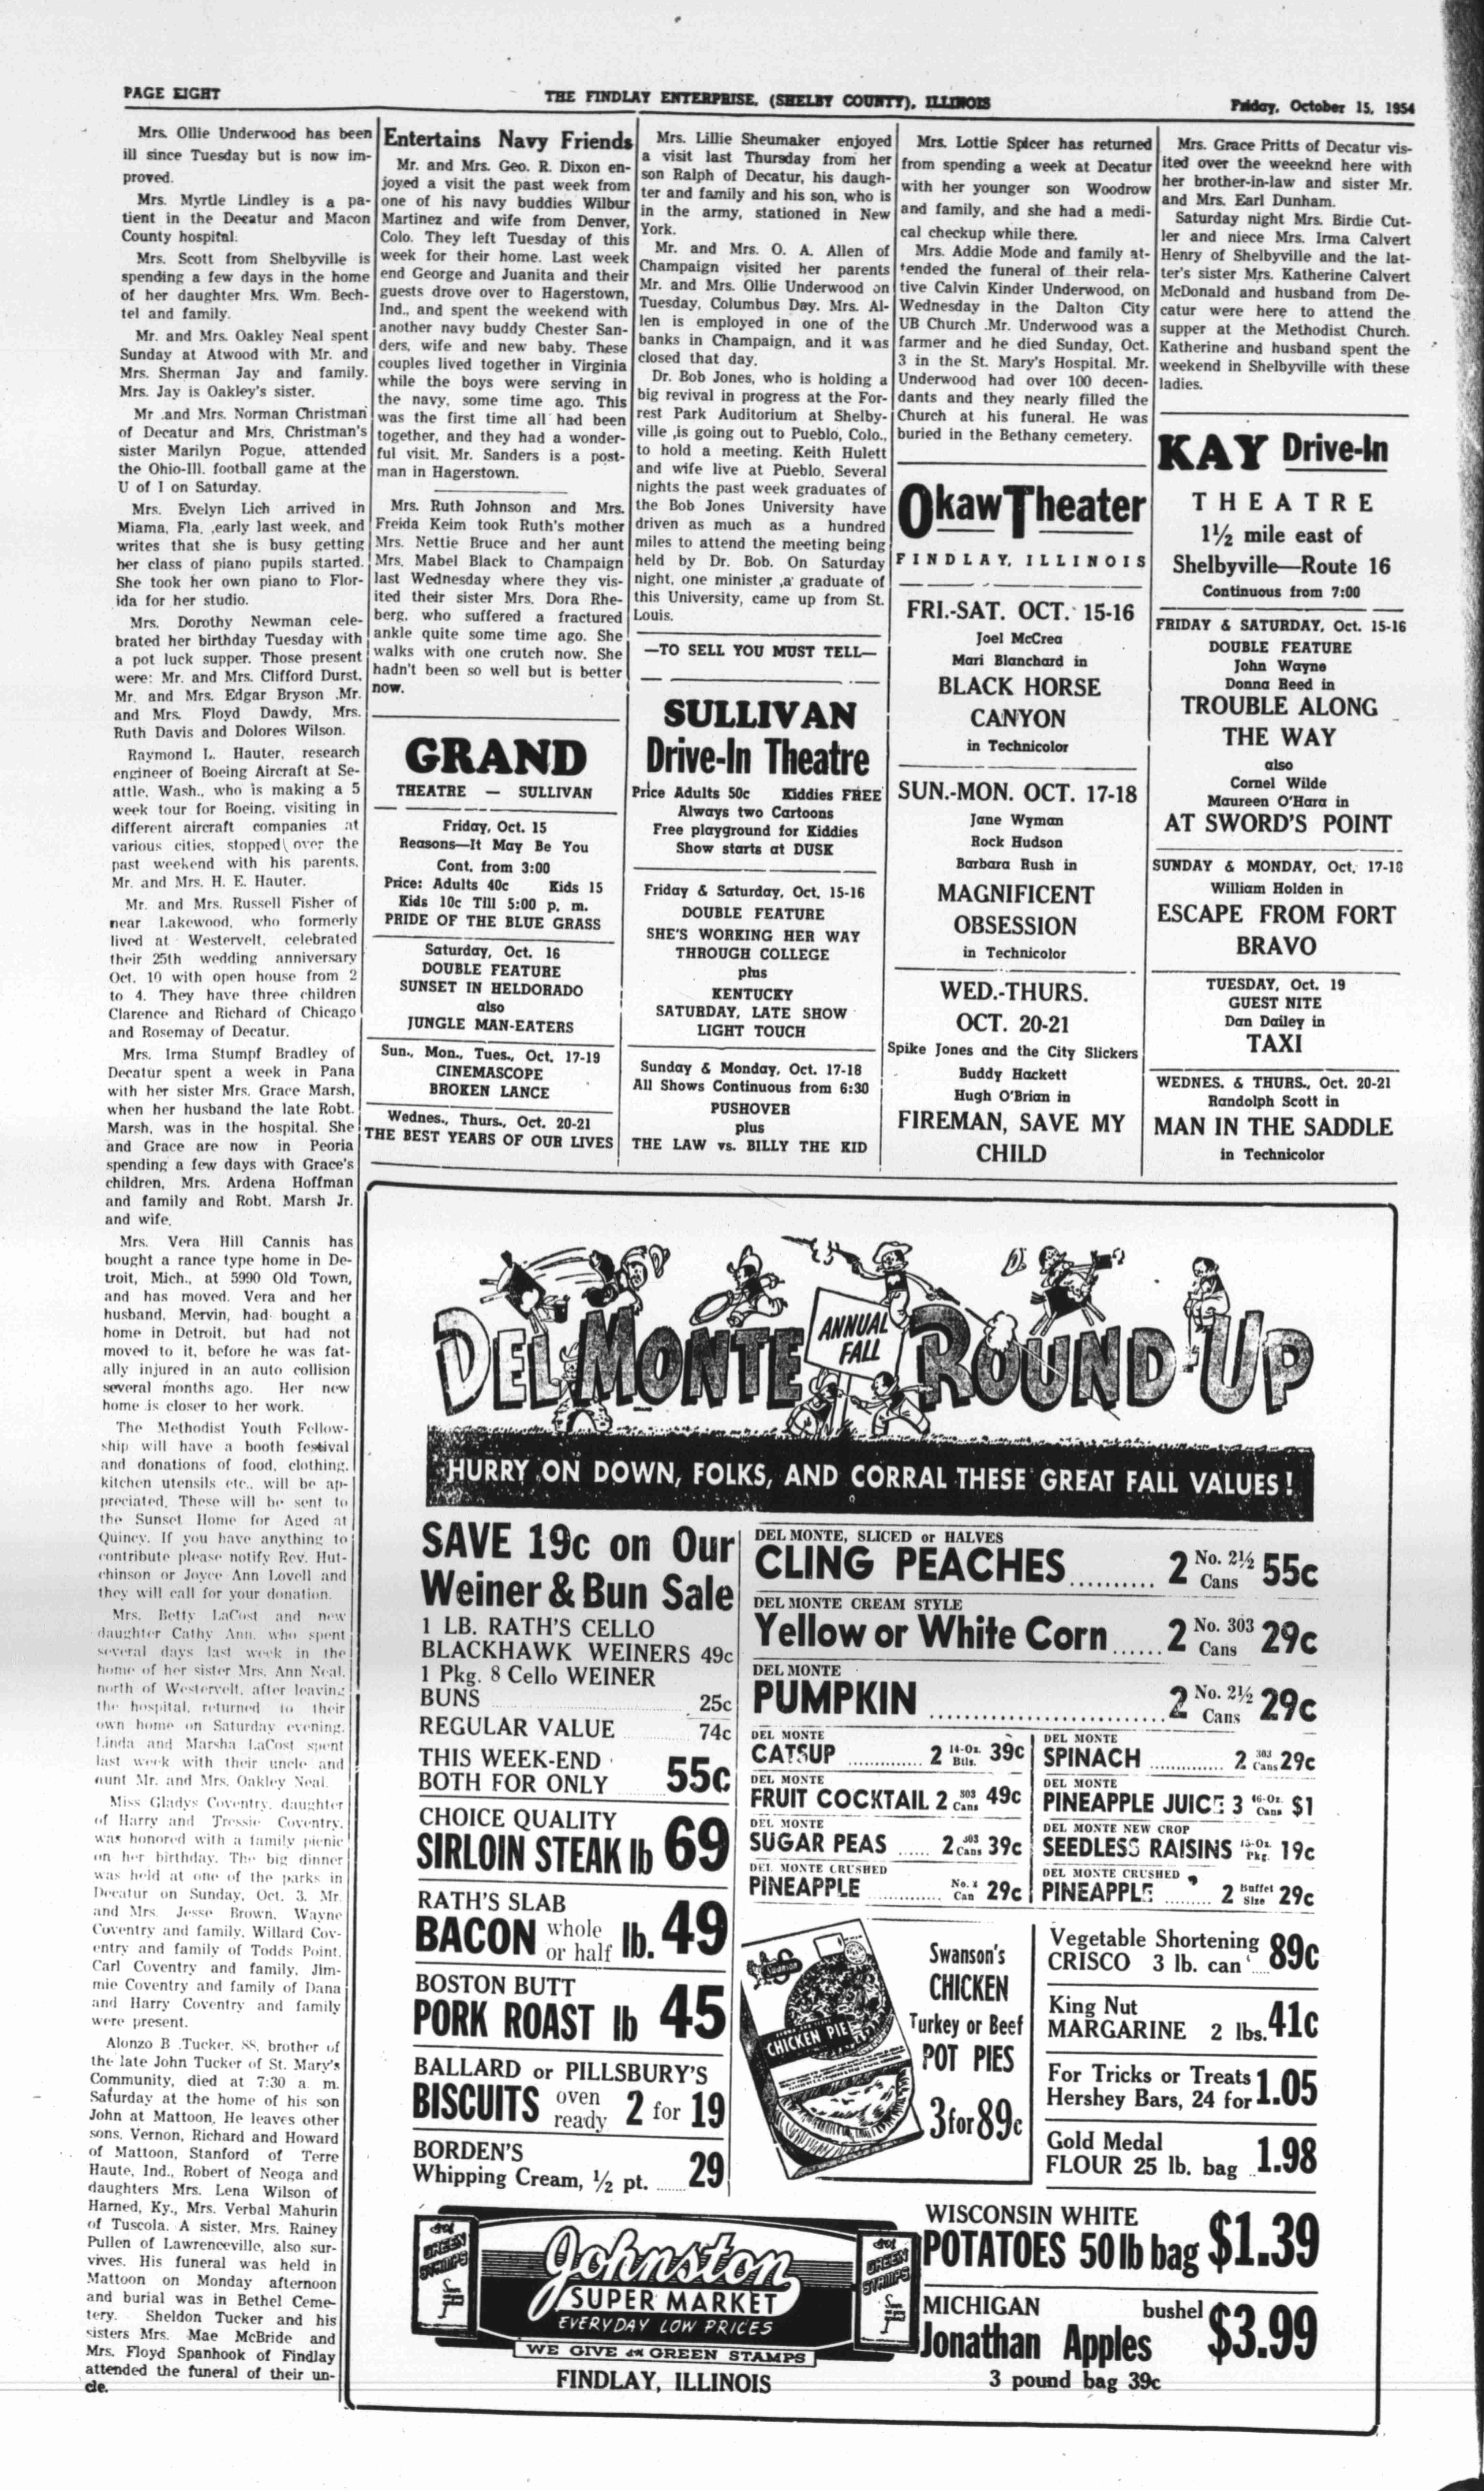 PAGE EIGHT
THE FINDLAY ENTERPRISE, (SHELBY COUNTY), ILLINOIS
Friday, October 15, 1954
Mrs. Ollie Underwood has been
ill since Tuesday but is now im-
proved.
Mrs. Myrtle Lindley is a pa-
tient in the Decatur and Macon
County hospital.
Mrs. Scott from Shelbyville is
spending a few days in the home
of her daughter Mrs. Wm. Bech-
tel and family.
Mr. and Mrs. Oakley Neal spent
Sunday at Atwood with Mr. and
Mrs. Sherman Jay and family.
Mrs. Jay is Oakley's sister.
Mr .and Mrs. Norman Christman
of Decatur and Mrs. Christman's
sister Marilyn Pogue, attended
the Ohio-Ill. football game at the
U of I on Saturday.
Mrs. Evelyn Lich arrived in
Miama, Fla. ,early last week, and
writes that she is busy getting
her class of piano pupils started.
She took her own piano to Flor-
ida for her studio.
Mrs. Dorothy Newman cele-
brated her birthday Tuesday with
a pot luck supper. Those present
were: Mr. and Mrs. Clifford Durst,
Mr. and Mrs. Edgar Bryson .Mr.
and Mrs. Floyd Dawdy, Mrs.
Ruth Davis and Dolores Wilson.
Raymond L. Hauter, research
engineer of Boeing Aircraft at Se-
attle, Wash., who is making a 5
week tour for Boeing, visiting in
different aircraft companies at
various cities, stopped over the
past weekend with his parents,
Mr. and Mrs. H. E. Hauter.
Mr. and Mrs. Russell Fisher of
near Lakewood, who formerly
lived at Westervelt, celebrated
their 25th wedding anniversary
Oct. 10 with open house from 2
to 4. They have three children
Clarence and Richard of Chicago
and Rosemay of Decatur.
Mrs. Irma Stumpf Bradley of
Decatur spent a week in Pana
with her sister Mrs. Grace Marsh,
when her husband the late Robt.
Marsh, was in the hospital. She
and Grace are now in Peoria
spending a few days with Grace's
children, Mrs. Ardena Hoffman
and family and Robt. Marsh Jr.
and wife.
Mrs. Vera Hill Cannis has
bought a rance type home in De-
troit, Mich., at 5990 Old Town,
and has moved. Vera and her
husband, Mervin, had bought a
home in Detroit, but had not
moved to it, before he was fat-
ally injured in an auto collision
several months ago. Her new
home is closer to her work.
The Methodist Youth Fellow-
ship will have a booth festival
and donations of food, clothing,
kitchen utensils etc., will be ap-
preciated. These will be sent to
the Sunset Home for Aged at
Quincy. If you have anything to
contribute please notify Rev. Hut-
chinson or Joyce Ann Lovell and
they will call for your donation.
Mrs. Betty LaCost and new
daughter Cathy Ann, who spent
several days last week in the
home of her sister Mrs. Ann Neal,
north of Westervelt, after leaving
the hospital, returned to their
own home on Saturday evening.
Linda and Marsha LaCost spent
last week with their uncle and
aunt Mr. and Mrs. Oakley Neal.
Miss Gladys Coventry, daughter
of Harry and Tressie Coventry,
was honored with a family picnic
on her birthday. The big dinner
was held at one of the parks in
Decatur on Sunday, Oct. 3. Mr.
and Mrs. Jesse Brown, Wayne
Coventry and family, Willard Cov-
entry and family of Todds Point,
Carl Coventry and family, Jim-
mie Coventry and family of Dana
and Harry Coventry and family
were present.
Alonzo B .Tucker, 88, brother of
the late John Tucker of St. Mary's
Community, died at 7:30 a. m.
Saturday at the home of his son
John at Mattoon. He leaves other
sons, Vernon, Richard and Howard
of Mattoon, Stanford of Terre
Haute, Ind., Robert of Neoga and
daughters Mrs. Lena Wilson of
Harned, Ky., Mrs. Verbal Mahurin
of Tuscola. A sister, Mrs. Rainey
Pullen of Lawrenceville, also sur-
vives. His funeral was held in
Mattoon on Monday afternoon
and burial was in Bethel Ceme-
tery. Sheldon Tucker and his
sisters Mrs. Mae McBride and
Mrs. Floyd Spanhook of Findlay
attended the funeral of their un-
cle.
Entertains Navy Friends
Mr. and Mrs. Geo. R. Dixon en-
joyed a visit the past week from
one of his navy buddies Wilbur
Martinez and wife from Denver,
Colo. They left Tuesday of this
week for their home. Last week
end George and Juanita and their
guests drove over to Hagerstown,
Ind., and spent the weekend with
another navy buddy Chester San-
ders, wife and new baby. These
couples lived together in Virginia
while the boys were serving in
the navy, some time ago. This
was the first time all had been
together, and they had a wonder-
ful visit. Mr. Sanders is a post-
man in Hagerstown.
Mrs. Ruth Johnson and Mrs.
Freida Keim took Ruth's mother
Mrs. Nettie Bruce and her aunt
Mrs. Mabel Black to Champaign
last Wednesday where they vis-
ited their sister Mrs. Dora Rhe-
berg, who suffered a fractured
ankle quite some time ago. She
walks with one crutch now. She
hadn't been so well but is better
now.
GRAND
THEATRE — SULLIVAN
Friday, Oct. 15
Reasons—It May Be You
Cont. from 3:00
Price: Adults 40c Kids 15
Kids 10c Till 5:00 p. m.
PRIDE OF THE BLUE GRASS
Saturday, Oct. 16
DOUBLE FEATURE
SUNSET IN HELDORADO
also
JUNGLE MAN-EATERS
Sun., Mon., Tues., Oct. 17-19
CINEMASCOPE
BROKEN LANCE
Wednes., Thurs., Oct. 20-21
THE BEST YEARS OF OUR LIVES
Mrs. Lillie Sheumaker enjoyed
a visit last Thursday from her
son Ralph of Decatur, his daugh-
ter and family and his son, who is
in the army, stationed in New
York.
Mr. and Mrs. O. A. Allen of
Champaign visited her parents
Mr. and Mrs. Ollie Underwood on
Tuesday, Columbus Day. Mrs. Al-
len is employed in one of the
banks in Champaign, and it was
closed that day.
Dr. Bob Jones, who is holding a
big revival in progress at the For-
rest Park Auditorium at Shelby-
ville ,is going out to Pueblo, Colo.,
to hold a meeting. Keith Hulett
and wife live at Pueblo. Several
nights the past week graduates of
the Bob Jones University have
driven as much as a hundred
miles to attend the meeting being
held by Dr. Bob. On Saturday
night, one minister ,a graduate of
this University, came up from St.
Louis.
—TO SELL YOU MUST TELL—
SULLIVAN
Drive-In Theatre
Price Adults 50c Kiddies FREE
Always two Cartoons
Free playground for Kiddies
Show starts at DUSK
Friday & Saturday, Oct. 15-16
DOUBLE FEATURE
SHE'S WORKING HER WAY
THROUGH COLLEGE
plus
KENTUCKY
SATURDAY, LATE SHOW
LIGHT TOUCH
Sunday & Monday, Oct. 17-18
All Shows Continuous from 6:30
PUSHOVER
plus
THE LAW vs. BILLY THE KID
Mrs. Lottie Spicer has returned
from spending a week at Decatur
with her younger son Woodrow
and family, and she had a medi-
cal checkup while there.
Mrs. Addie Mode and family at-
tended the funeral of their rela-
tive Calvin Kinder Underwood, on
Wednesday in the Dalton City
UB Church .Mr. Underwood was a
farmer and he died Sunday, Oct.
3 in the St. Mary's Hospital. Mr.
Underwood had over 100 decen-
dants and they nearly filled the
Church at his funeral. He was
buried in the Bethany cemetery.
Okaw Theater
FINDLAY, ILLINOIS
FRI.-SAT. OCT. 15-16
Joel McCrea
Mari Blanchard in
BLACK HORSE
CANYON
in Technicolor
SUN.-MON. OCT. 17-18
Jane Wyman
Rock Hudson
Barbara Rush in
MAGNIFICENT
OBSESSION
in Technicolor
WED.-THURS.
OCT. 20-21
Spike Jones and the City Slickers
Buddy Hackett
Hugh O'Brian in
FIREMAN, SAVE MY
CHILD
Mrs. Grace Pritts of Decatur vis-
ited over the weeeknd here with
her brother-in-law and sister Mr.
and Mrs. Earl Dunham.
Saturday night Mrs. Birdie Cut-
ler and niece Mrs. Irma Calvert
Henry of Shelbyville and the lat-
ter's sister Mrs. Katherine Calvert
McDonald and husband from De-
catur were here to attend the
supper at the Methodist Church.
Katherine and husband spent the
weekend in Shelbyville with these
ladies.
KAY Drive-In
THEATRE
1½ mile east of
Shelbyville—Route 16
Continuous from 7:00
FRIDAY & SATURDAY, Oct. 15-16
DOUBLE FEATURE
John Wayne
Donna Reed in
TROUBLE ALONG
THE WAY
also
Cornel Wilde
Maureen O'Hara in
AT SWORD'S POINT
SUNDAY & MONDAY, Oct. 17-18
William Holden in
ESCAPE FROM FORT
BRAVO
TUESDAY, Oct. 19
GUEST NITE
Dan Dailey in
TAXI
WEDNES. & THURS., Oct. 20-21
Randolph Scott in
MAN IN THE SADDLE
in Technicolor
DEL MONTE ANNUAL FALL ROUND-UP
HURRY ON DOWN, FOLKS, AND CORRAL THESE GREAT FALL VALUES!
SAVE 19c on Our
Weiner & Bun Sale
1 LB. RATH'S CELLO
BLACKHAWK WEINERS 49c
1 Pkg. 8 Cello WEINER
BUNS 25c
REGULAR VALUE 74c
THIS WEEK-END
BOTH FOR ONLY 55c
CHOICE QUALITY
SIRLOIN STEAK lb 69
RATH'S SLAB
BACON whole or half lb. 49
BOSTON BUTT
PORK ROAST lb 45
BALLARD or PILLSBURY'S
BISCUITS oven ready 2 for 19
BORDEN'S
Whipping Cream, ½ pt. 29
DEL MONTE, SLICED or HALVES
CLING PEACHES 2 No. 2½ Cans 55c
DEL MONTE CREAM STYLE
Yellow or White Corn 2 No. 303 Cans 29c
DEL MONTE
PUMPKIN 2 No. 2½ Cans 29c
DEL MONTE
CATSUP 2 14-Oz. Btls. 39c
DEL MONTE
FRUIT COCKTAIL 2 303 Cans 49c
DEL MONTE
SUGAR PEAS 2 303 Cans 39c
DEL MONTE CRUSHED
PINEAPPLE No. 2 Can 29c
DEL MONTE
SPINACH 2 303 Cans 29c
DEL MONTE
PINEAPPLE JUICE 3 46-Oz. Cans $1
DEL MONTE NEW CROP
SEEDLESS RAISINS 15-Oz. Pkg. 19c
DEL MONTE CRUSHED
PINEAPPLE 2 Buffet Size 29c
Swanson
CHICKEN PIE
Swanson's
CHICKEN
Turkey or Beef
POT PIES
3 for 89c
Vegetable Shortening
CRISCO 3 lb. can 89c
King Nut
MARGARINE 2 lbs. 41c
For Tricks or Treats
Hershey Bars, 24 for 1.05
Gold Medal
FLOUR 25 lb. bag 1.98
WISCONSIN WHITE
POTATOES 50 lb bag $1.39
MICHIGAN
Jonathan Apples bushel $3.99
3 pound bag 39c
GREEN STAMPS
Johnston
SUPER MARKET
EVERYDAY LOW PRICES
GREEN STAMPS
WE GIVE S&H GREEN STAMPS
FINDLAY, ILLINOIS